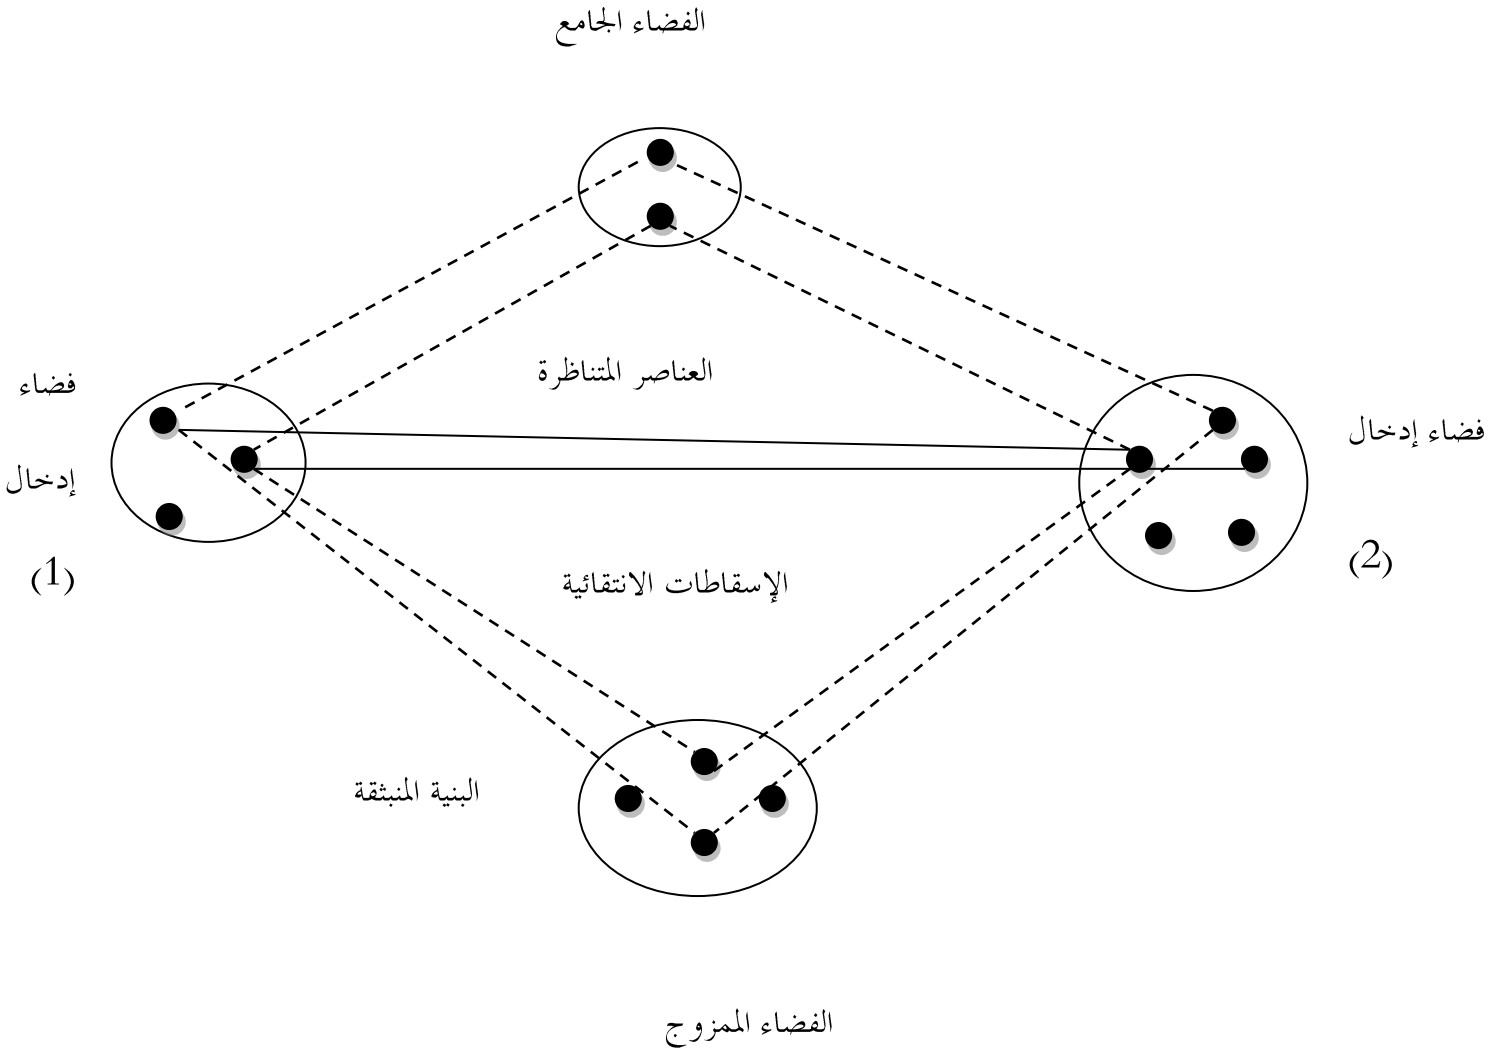 الفضاء الجامع
العناصر المتناظرة
فضاء إدخال
(2)
فضاء
إدخال
(1)
الإسقاطات الانتقائية
البنية المنبثقة
الفضاء الممزوج